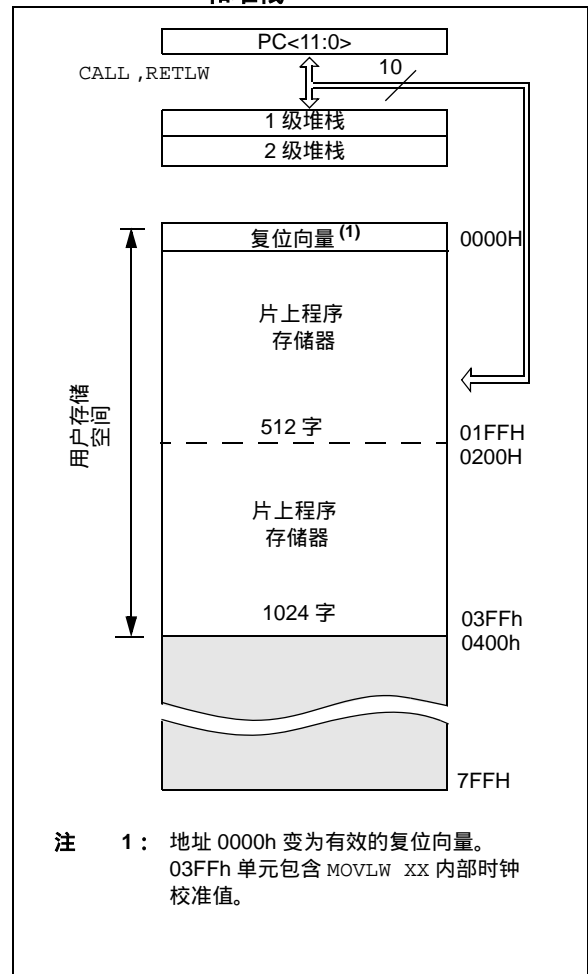 PC<11:0>
CALL ,RETLW
10
1 级堆栈
2 级堆栈
复位向量 (1)
0000H
片上程序
存储器
用户存储
空间
512 字
01FFH
0200H
片上程序
存储器
1024 字
03FFh
0400h
7FFH
注 1： 地址 0000h 变为有效的复位向量。
03FFh 单元包含 MOVLW XX 内部时钟
校准值。